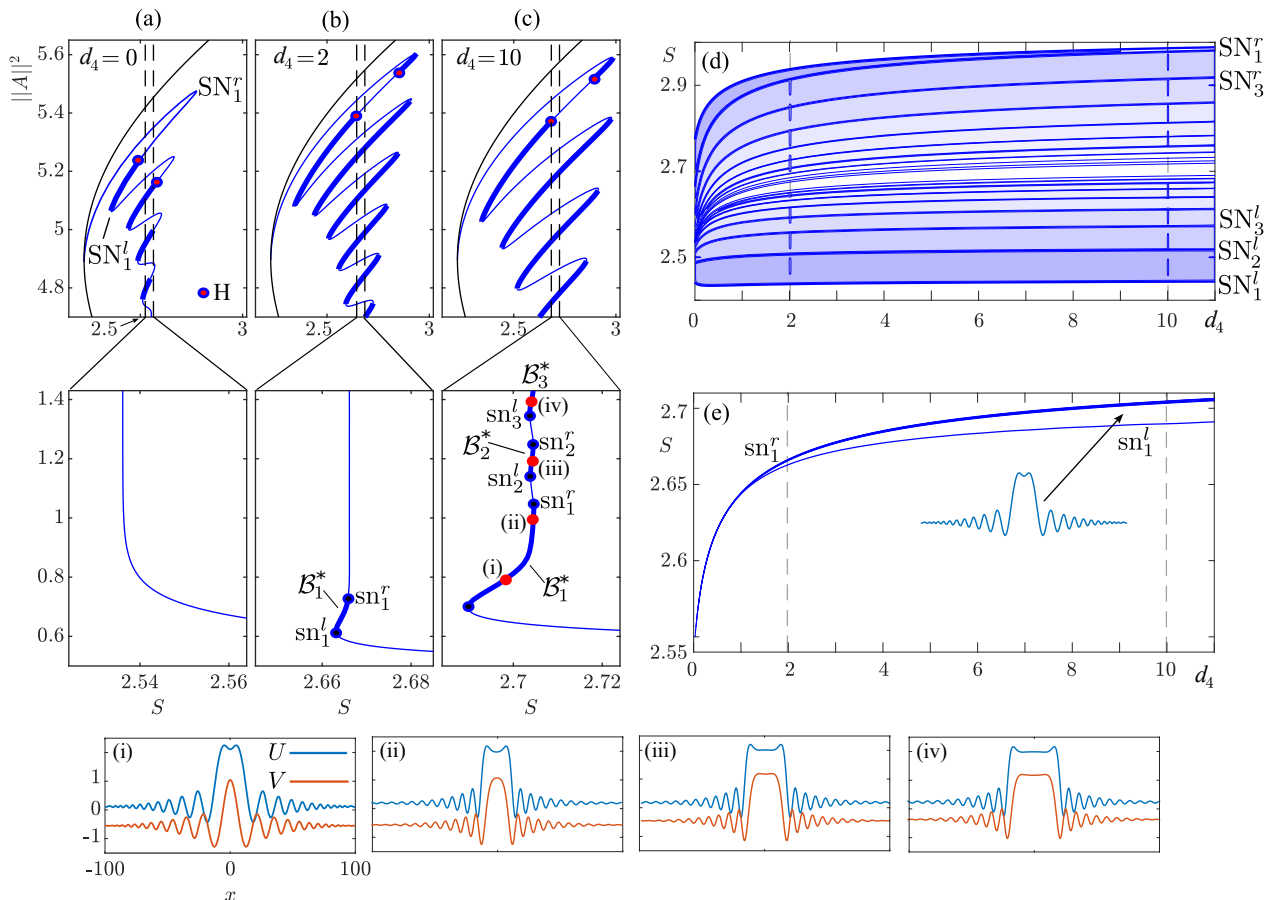 (a)
(b)
(c)
||A||²
5.6
5.4
5.2
5
4.8
d₄=0
SN₁ʳ
SN₁ˡ
H
2.5
3
d₄=2
2.5
3
d₄=10
2.5
3
1.4
1.2
1
0.8
0.6
2.54
2.56
S
𝓑₁*
sn₁ʳ
sn₁ˡ
2.66
2.68
S
𝓑₃*
(iv)
sn₃ˡ
𝓑₂*
sn₂ʳ
(iii)
sn₂ˡ
sn₁ʳ
(ii)
(i)
𝓑₁*
2.7
2.72
S
(d)
S
2.9
2.7
2.5
SN₁ʳ
SN₃ʳ
SN₃ˡ
SN₂ˡ
SN₁ˡ
0
2
4
6
8
10
d₄
(e)
2.7
S
2.65
2.6
2.55
sn₁ʳ
sn₁ˡ
0
2
4
6
8
10
d₄
(i)
U
V
1
0
-1
-100
0
100
x
(ii)
(iii)
(iv)